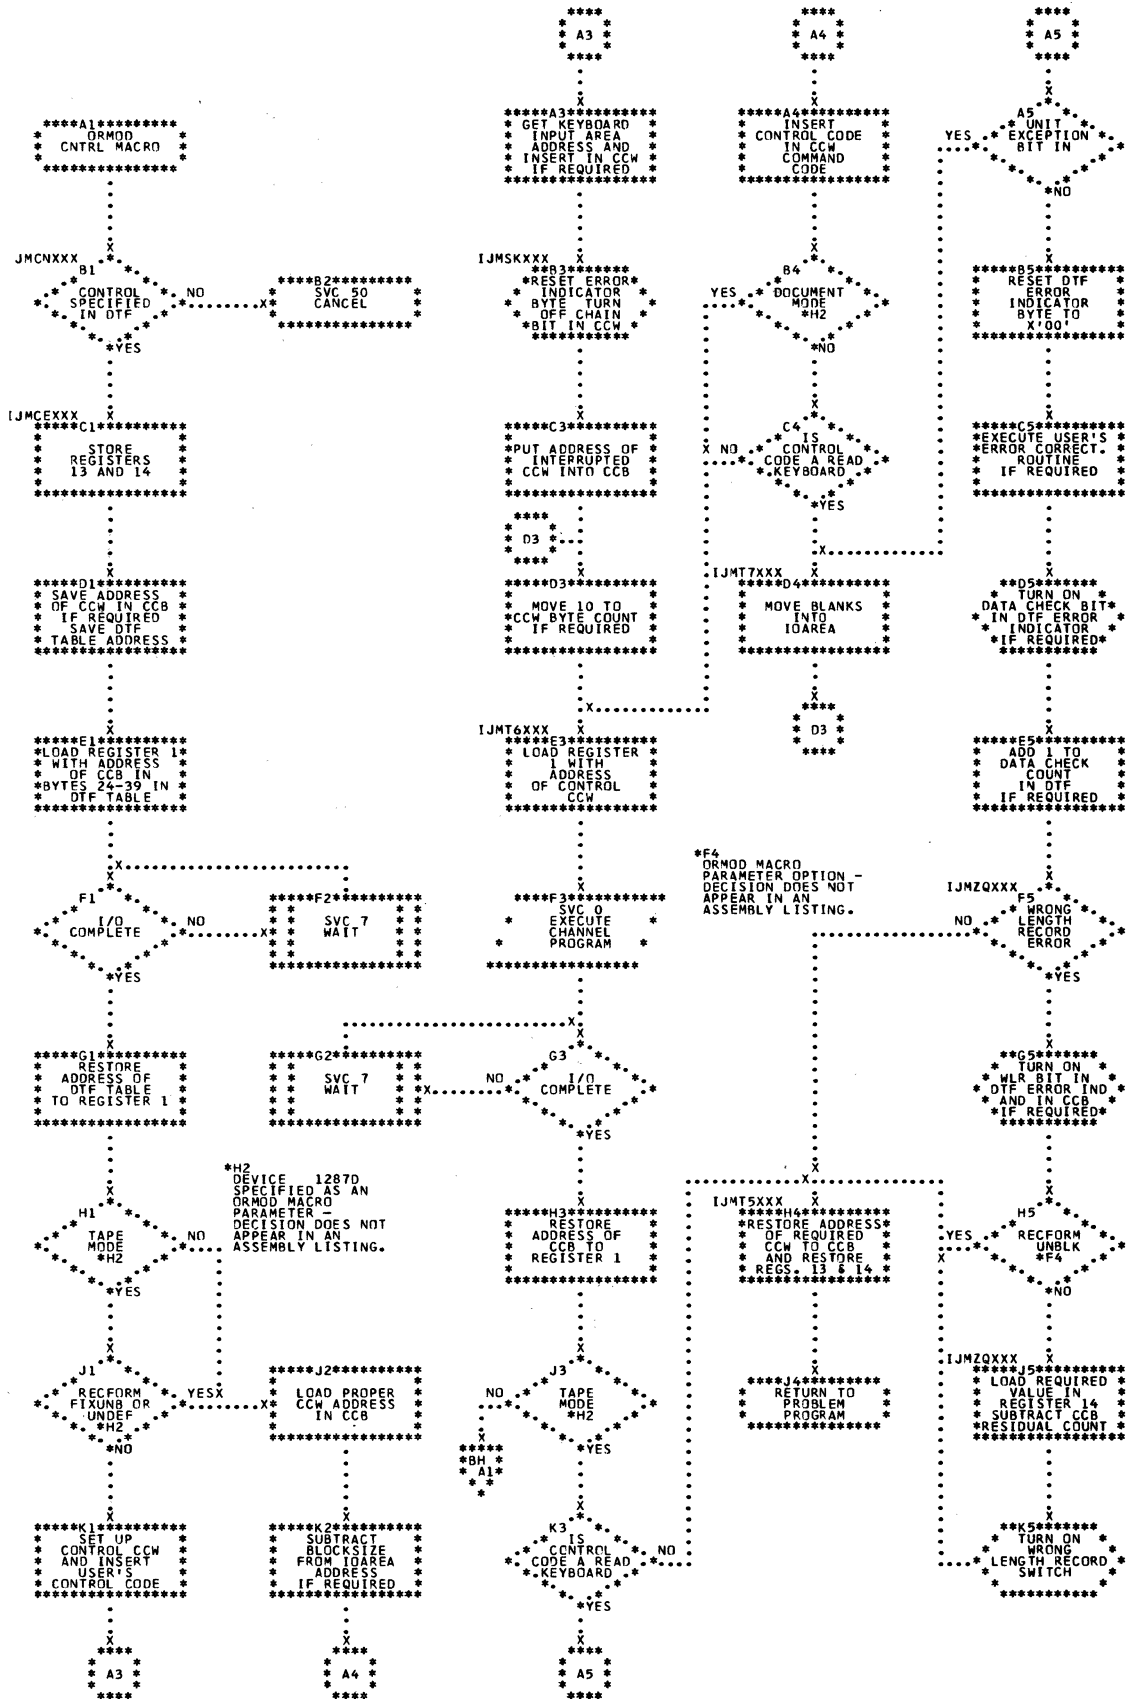 A3
A4
A5
A1
ORMOD
CNTRL MACRO
A3
GET KEYBOARD
INPUT AREA
ADDRESS AND
INSERT IN CCW
IF REQUIRED
A4
INSERT
CONTROL CODE
IN CCW
COMMAND
CODE
A5
UNIT
EXCEPTION
BIT IN
YES
NO
JMCNXXX
B1
CONTROL
SPECIFIED
IN DTF
NO
YES
B2
SVC 50
CANCEL
IJMSKXXX
B3
RESET ERROR
INDICATOR
BYTE TURN
OFF CHAIN
BIT IN CCW
B4
DOCUMENT
MODE
*H2
YES
NO
B5
RESET DTF
ERROR
INDICATOR
BYTE TO
X'00'
IJMCEXXX
C1
STORE
REGISTERS
13 AND 14
C3
PUT ADDRESS OF
INTERRUPTED
CCW INTO CCB
C4
IS
CONTROL
CODE A READ
KEYBOARD
NO
YES
C5
EXECUTE USER'S
ERROR CORRECT.
ROUTINE
IF REQUIRED
D3
D1
SAVE ADDRESS
OF CCW IN CCB
IF REQUIRED
SAVE DTF
TABLE ADDRESS
D3
MOVE 10 TO
CCW BYTE COUNT
IF REQUIRED
IJMT7XXX
D4
MOVE BLANKS
INTO
IOAREA
D5
TURN ON
DATA CHECK BIT
IN DTF ERROR
INDICATOR
IF REQUIRED
D3
E1
LOAD REGISTER 1
WITH ADDRESS
OF CCB IN
BYTES 24-39 IN
DTF TABLE
IJMT6XXX
E3
LOAD REGISTER
1 WITH
ADDRESS
OF CONTROL
CCW
E5
ADD 1 TO
DATA CHECK
COUNT
IN DTF
IF REQUIRED
*F4
ORMOD MACRO
PARAMETER OPTION -
DECISION DOES NOT
APPEAR IN AN
ASSEMBLY LISTING.
F1
I/O
COMPLETE
NO
YES
F2
SVC 7
WAIT
F3
SVC 0
EXECUTE
CHANNEL
PROGRAM
IJMZQXXX
F5
WRONG
LENGTH
RECORD
ERROR
NO
YES
G1
RESTORE
ADDRESS OF
DTF TABLE
TO REGISTER 1
G2
SVC 7
WAIT
G3
I/O
COMPLETE
NO
YES
G5
TURN ON
WLR BIT IN
DTF ERROR IND
AND IN CCB
IF REQUIRED
*H2
DEVICE 1287D
SPECIFIED AS AN
ORMOD MACRO
PARAMETER -
DECISION DOES NOT
APPEAR IN AN
ASSEMBLY LISTING.
H1
TAPE
MODE
*H2
NO
YES
H3
RESTORE
ADDRESS OF
CCB TO
REGISTER 1
IJMT5XXX
H4
RESTORE ADDRESS
OF REQUIRED
CCW TO CCB
AND RESTORE
REGS. 13 & 14
H5
RECFORM
UNBLK
*F4
YES
NO
J1
RECFORM
FIXUNB OR
UNDEF
*H2
YES
NO
J2
LOAD PROPER
CCW ADDRESS
IN CCB
J3
TAPE
MODE
*H2
NO
YES
J4
RETURN TO
PROBLEM
PROGRAM
IJMZQXXX
J5
LOAD REQUIRED
VALUE IN
REGISTER 14
SUBTRACT CCB
RESIDUAL COUNT
BH
A1
K1
SET UP
CONTROL CCW
AND INSERT
USER'S
CONTROL CODE
K2
SUBTRACT
BLOCKSIZE
FROM IOAREA
ADDRESS
IF REQUIRED
K3
IS
CONTROL
CODE A READ
KEYBOARD
NO
YES
K5
TURN ON
WRONG
LENGTH RECORD
SWITCH
A3
A4
A5